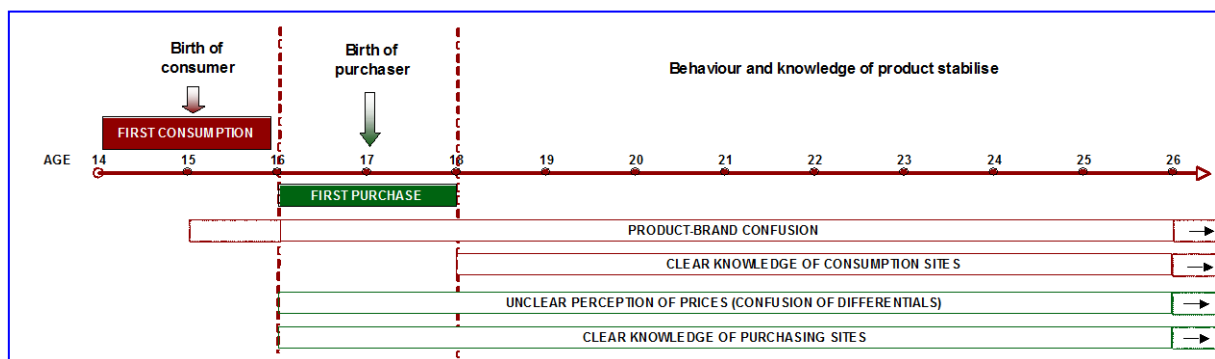 Birth of
consumer
Birth of
purchaser
Behaviour and knowledge of product stabilise
FIRST CONSUMPTION
AGE 14 15 16 17 18 19 20 21 22 23 24 25 26
FIRST PURCHASE
PRODUCT-BRAND CONFUSION
CLEAR KNOWLEDGE OF CONSUMPTION SITES
UNCLEAR PERCEPTION OF PRICES (CONFUSION OF DIFFERENTIALS)
CLEAR KNOWLEDGE OF PURCHASING SITES